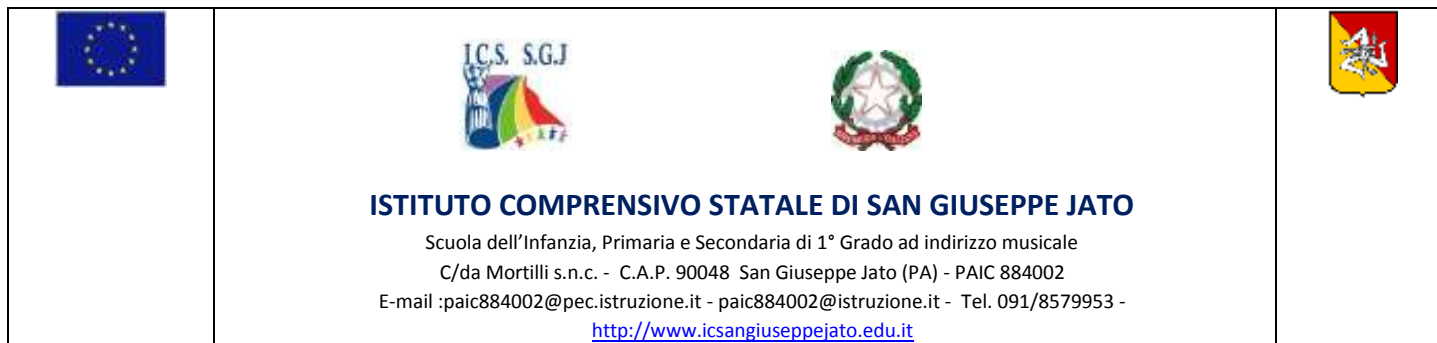 I.C.S. S.G.J
ISTITUTO COMPRENSIVO STATALE DI SAN GIUSEPPE JATO
Scuola dell'Infanzia, Primaria e Secondaria di 1° Grado ad indirizzo musicale
C/da Mortilli s.n.c. - C.A.P. 90048 San Giuseppe Jato (PA) - PAIC 884002
E-mail :paic884002@pec.istruzione.it - paic884002@istruzione.it - Tel. 091/8579953 -
http://www.icsangiuseppejato.edu.it